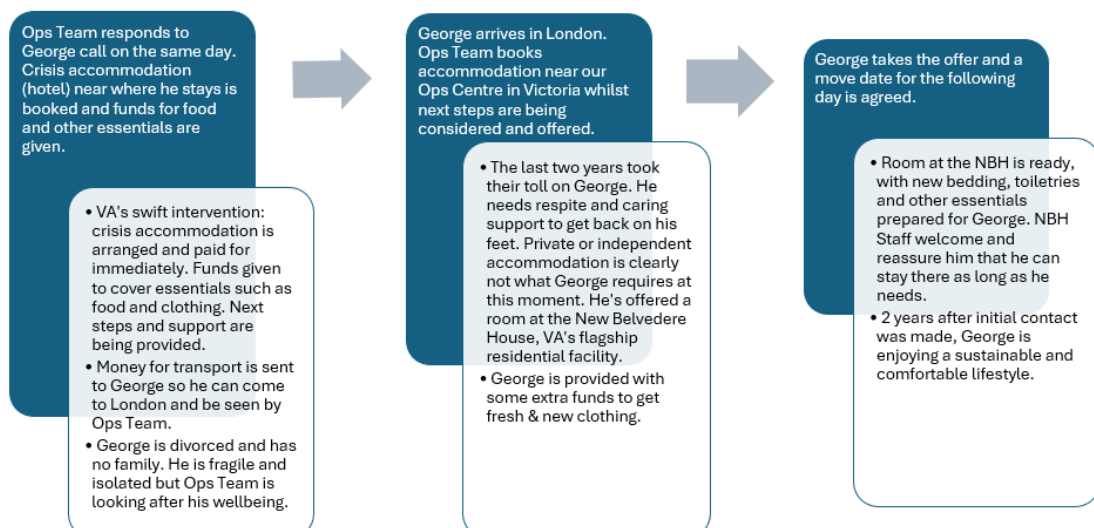 Ops Team responds to
George call on the same day.
Crisis accommodation
(hotel) near where he stays is
booked and funds for food
and other essentials are
given.
• VA's swift intervention:
crisis accommodation is
arranged and paid for
immediately. Funds given
to cover essentials such as
food and clothing. Next
steps and support are
being provided.
• Money for transport is sent
to George so he can come
to London and be seen by
Ops Team.
• George is divorced and has
no family. He is fragile and
isolated but Ops Team is
looking after his wellbeing.
George arrives in London.
Ops Team books
accommodation near our
Ops Centre in Victoria whilst
next steps are being
considered and offered.
• The last two years took
their toll on George. He
needs respite and caring
support to get back on his
feet. Private or independent
accommodation is clearly
not what George requires at
this moment. He's offered a
room at the New Belvedere
House, VA's flagship
residential facility.
• George is provided with
some extra funds to get
fresh & new clothing.
George takes the offer and a
move date for the following
day is agreed.
• Room at the NBH is ready,
with new bedding, toiletries
and other essentials
prepared for George. NBH
Staff welcome and
reassure him that he can
stay there as long as he
needs.
• 2 years after initial contact
was made, George is
enjoying a sustainable and
comfortable lifestyle.